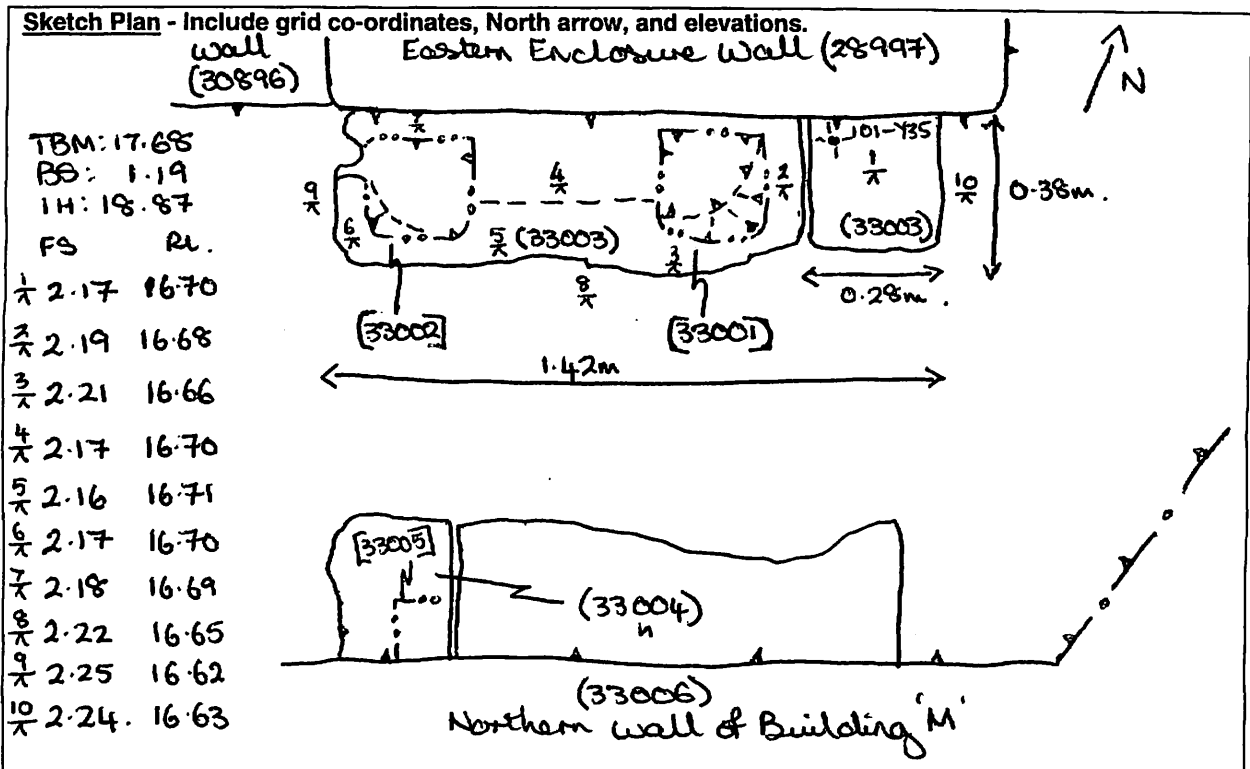 Sketch Plan - Include grid co-ordinates, North arrow, and elevations.
Wall
(30896)
Eastern Enclosure Wall (28997)
N
TBM: 17.68
BS: 1.19
IH: 18.87
FS RL.
1/π 2.17 16.70
2/π 2.19 16.68
3/π 2.21 16.66
4/π 2.17 16.70
5/π 2.16 16.71
6/π 2.17 16.70
7/π 2.18 16.69
8/π 2.22 16.65
9/π 2.25 16.62
10/π 2.24. 16.63
7/π
101-Y35
9/π
4/π
2/π
1/π
10/π
0.38m.
6/π
5/π (33003)
3/π
(33003)
8/π
0.28m.
[33002]
[33001]
1.42m
[33005]
(33004)
(33006)
Northern Wall of Building 'M'